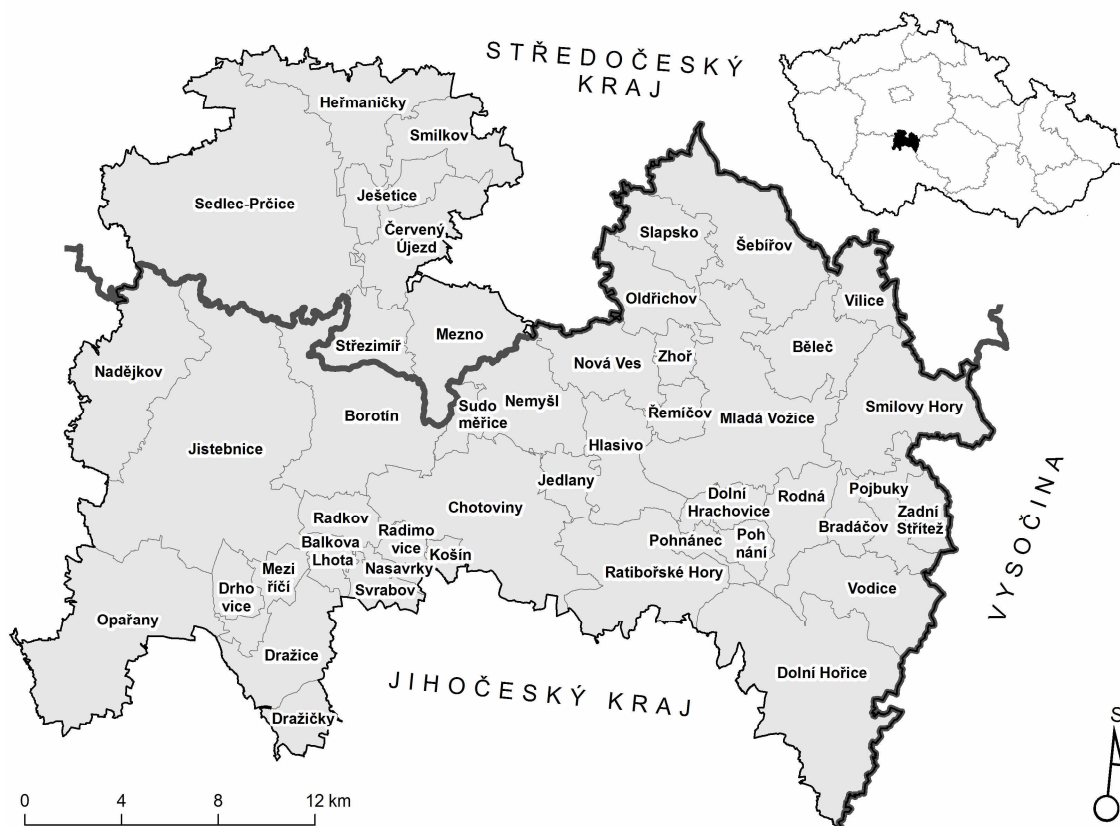 STŘEDOČESKÝ
KRAJ
Heřmaničky
Smilkov
Sedlec-Prčice
Ješetice
Červený
Újezd
Slapsko
Šebířov
Oldřichov
Vilice
Střezimíř
Mezno
Nadějkov
Nová Ves
Zhoř
Běleč
Borotín
Sudo
měřice
Nemyšl
Řemíčov
Mladá Vožice
Smilovy Hory
Jistebnice
Hlasivo
Jedlany
Chotoviny
Dolní
Hrachovice
Rodná
Pojbuky
Zadní
Střítež
Bradáčov
Radkov
Radimo
vice
Balkova
Lhota
Košín
Nasavrky
Svrabov
Mezi
říčí
Drho
vice
Pohnánec
Poh
nání
Ratibořské Hory
Vodice
Opařany
Dražice
Dražičky
Dolní Hořice
JIHOČESKÝ KRAJ
VYSOČINA
S
0 4 8 12 km